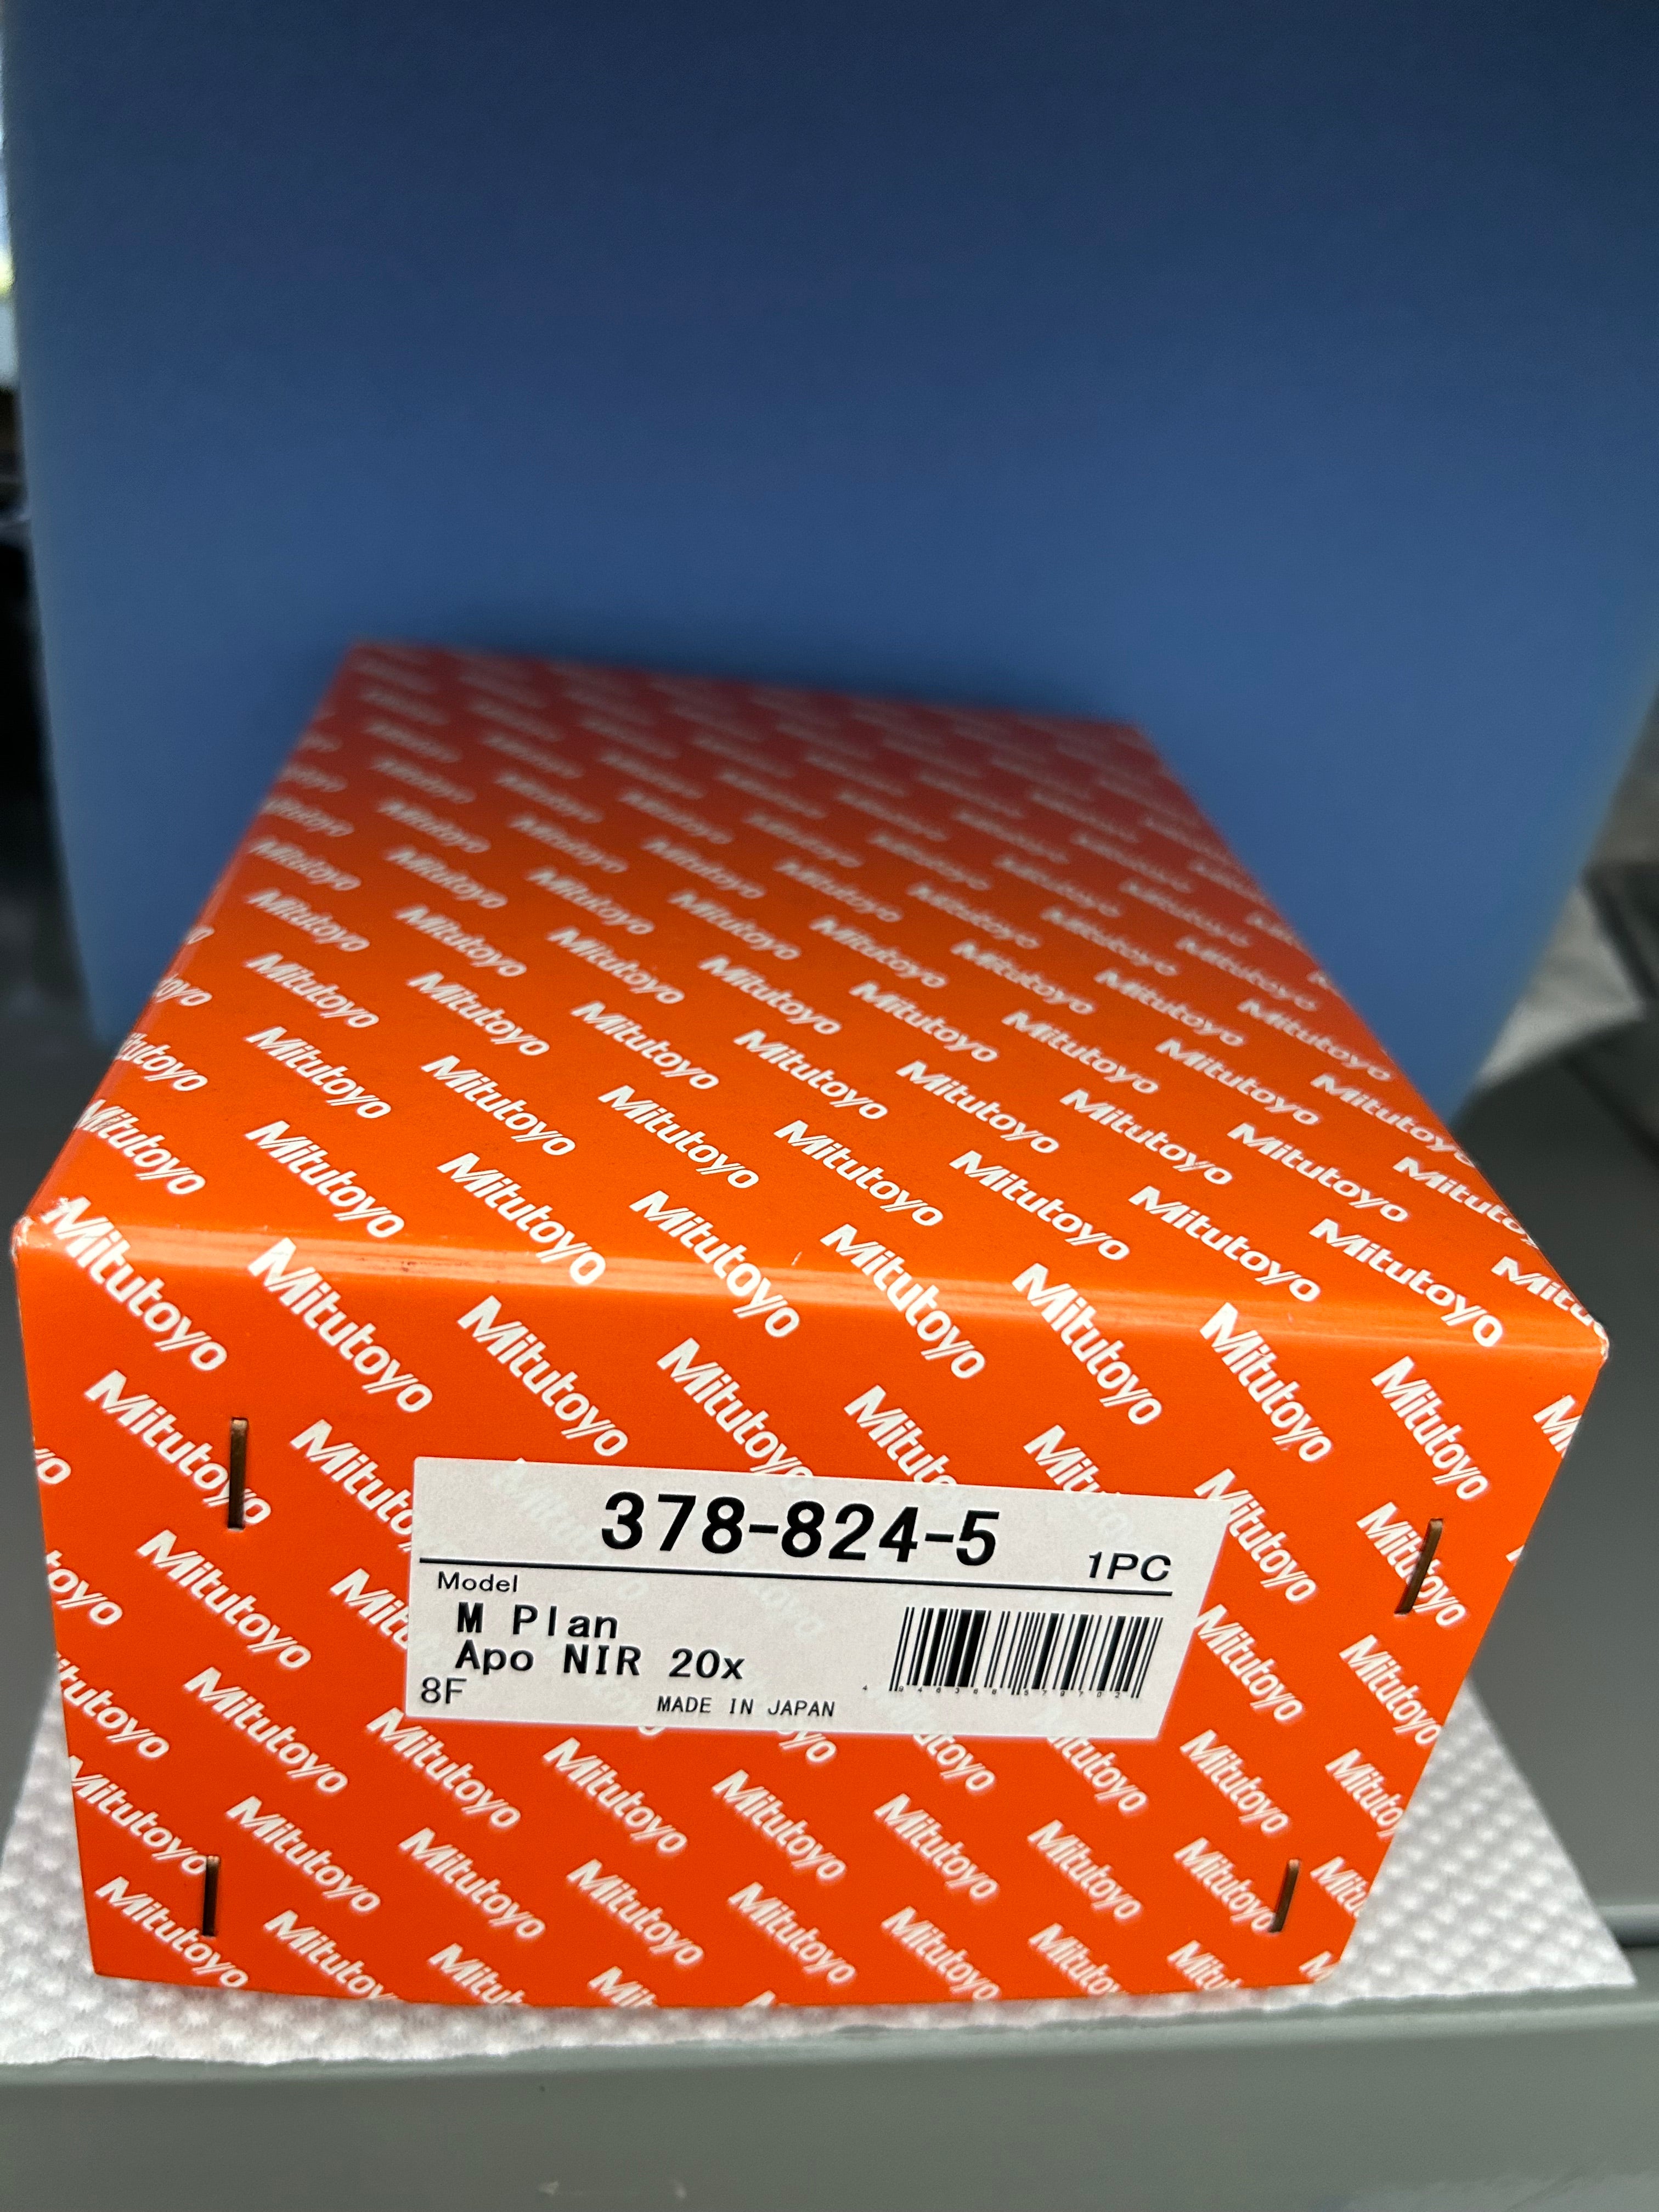 Mitutoyo
378-824-5
1PC
Model
M Plan
Apo NIR 20x
8F
MADE IN JAPAN